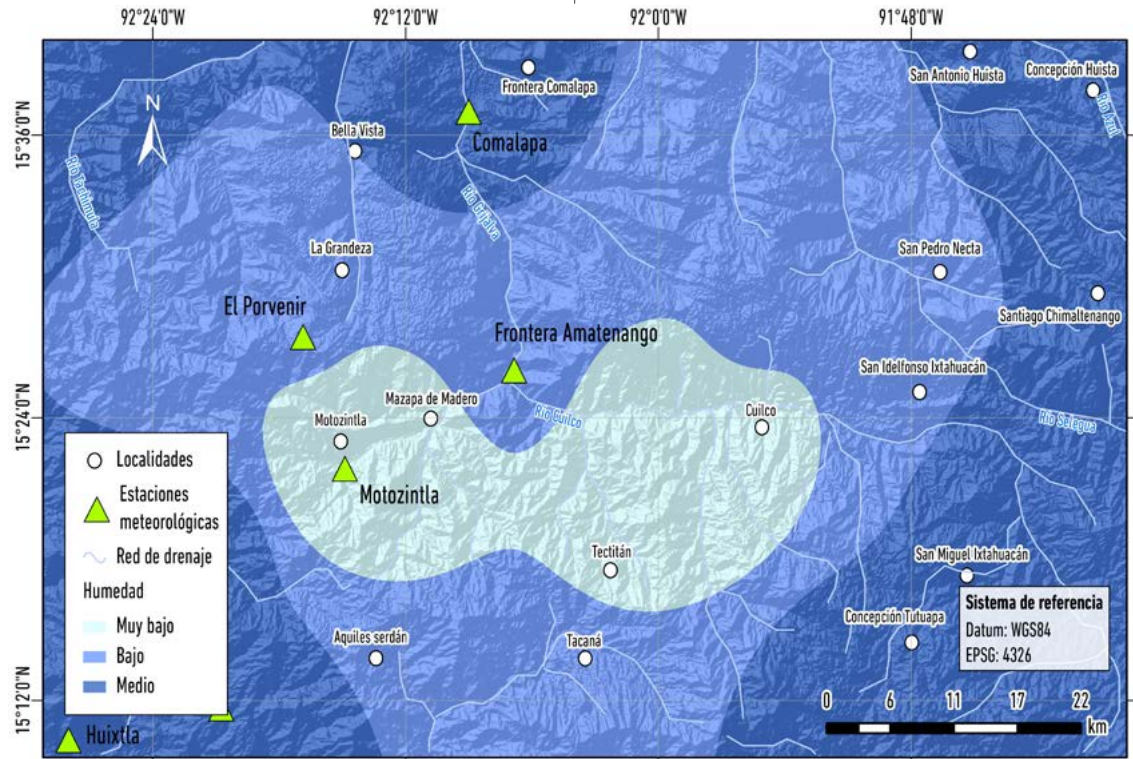 92°24'0"W
92°12'0"W
92°0'0"W
91°48'0"W
15°36'0"N
15°24'0"N
15°12'0"N
N
Frontera Comalapa
San Antonio Huista
Concepción Huista
Río Azul
Comalapa
Bella Vista
Río Tachimula
Río Grijalva
La Grandeza
San Pedro Necta
Santiago Chimaltenango
El Porvenir
Frontera Amatenango
San Idelfonso Ixtahuacán
Mazapa de Madero
Motozintla
Río Cuilco
Cuilco
Río Selegua
Motozintla
Tectitán
San Miguel Ixtahuacán
Concepción Tutuapa
Aquiles serdán
Tacaná
Huixtla
Localidades
Estaciones
meteorológicas
Red de drenaje
Humedad
Muy bajo
Bajo
Medio
Sistema de referencia
Datum: WGS84
EPSG: 4326
0 6 11 17 22
km